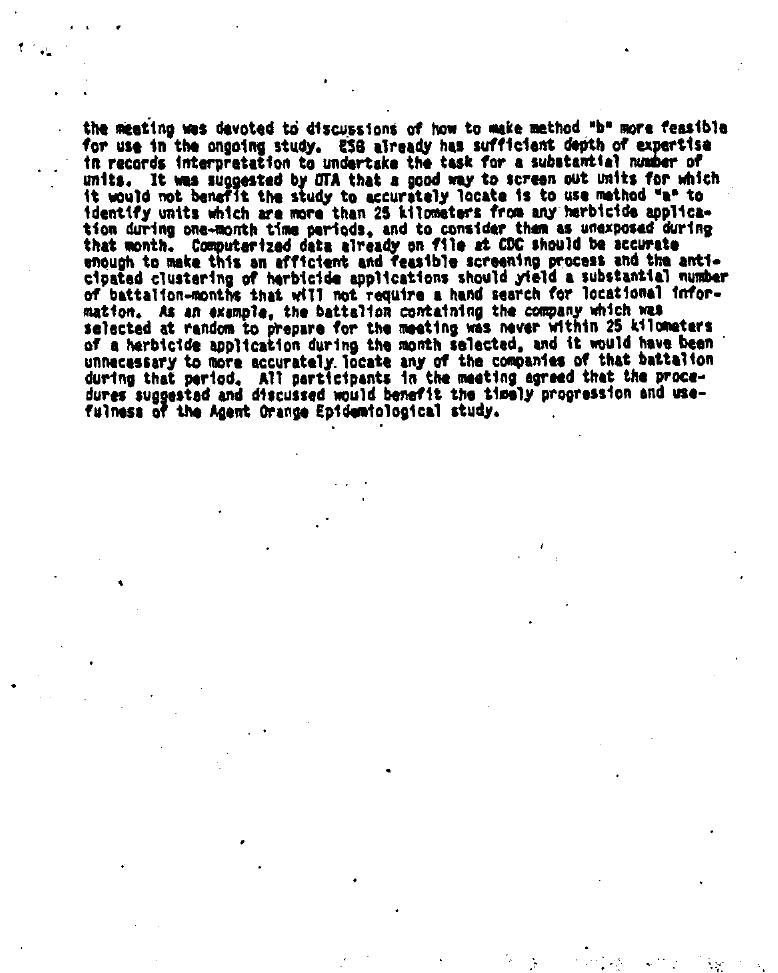 the meeting was devoted to discussions of how to make method "b" more feasible
for use in the ongoing study. ESG already has sufficient depth of expertise
in records interpretation to undertake the task for a substantial number of
units. It was suggested by OTA that a good way to screen out units for which
it would not benefit the study to accurately locate is to use method "a" to
identify units which are more than 25 kilometers from any herbicide applica-
tion during one-month time periods, and to consider them as unexposed during
that month. Computerized data already on file at CDC should be accurate
enough to make this an efficient and feasible screening process and the anti-
cipated clustering of herbicide applications should yield a substantial number
of battalion-months that will not require a hand search for locational infor-
mation. As an example, the battalion containing the company which was
selected at random to prepare for the meeting was never within 25 kilometers
of a herbicide application during the month selected, and it would have been
unnecessary to more accurately locate any of the companies of that battalion
during that period. All participants in the meeting agreed that the proce-
dures suggested and discussed would benefit the timely progression and use-
fulness of the Agent Orange Epidemiological study.